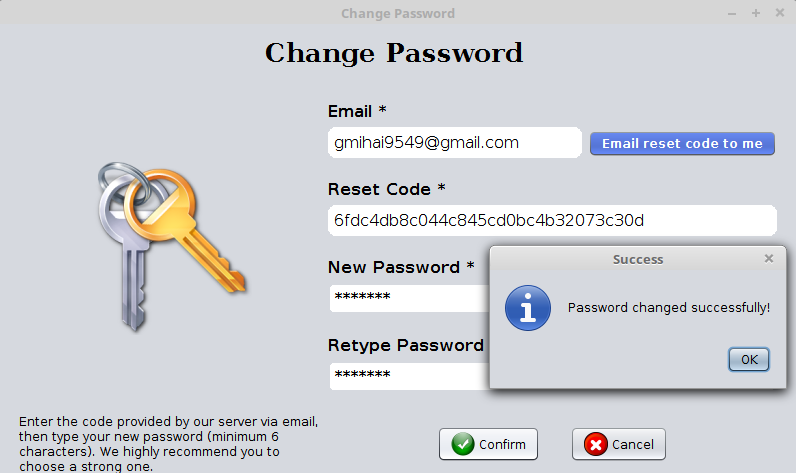 Change Password
Change Password
Email *
gmihai9549@gmail.com
Email reset code to me
Reset Code *
6fdc4db8c044c845cd0bc4b32073c30d
New Password *
*******
Retype Password
*******
Success
Password changed successfully!
OK
Enter the code provided by our server via email,
then type your new password (minimum 6
characters). We highly recommend you to
choose a strong one.
Confirm
Cancel